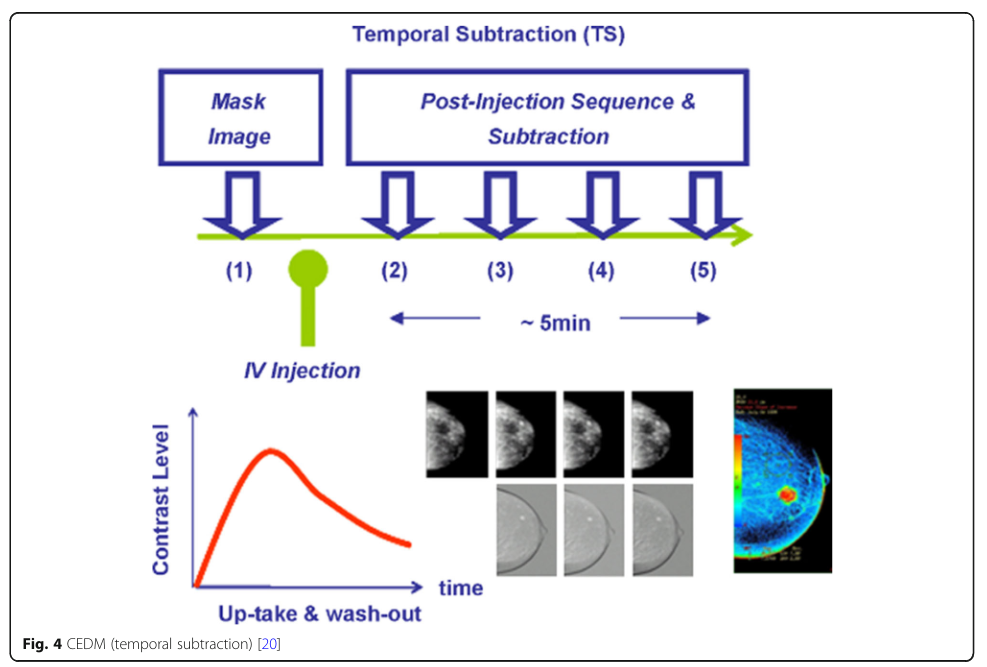 Temporal Subtraction (TS)
Mask
Image
Post-Injection Sequence &
Subtraction
(1)
(2)
(3)
(4)
(5)
~ 5min
IV Injection
Contrast Level
time
Up-take & wash-out
Fig. 4 CEDM (temporal subtraction) [20]